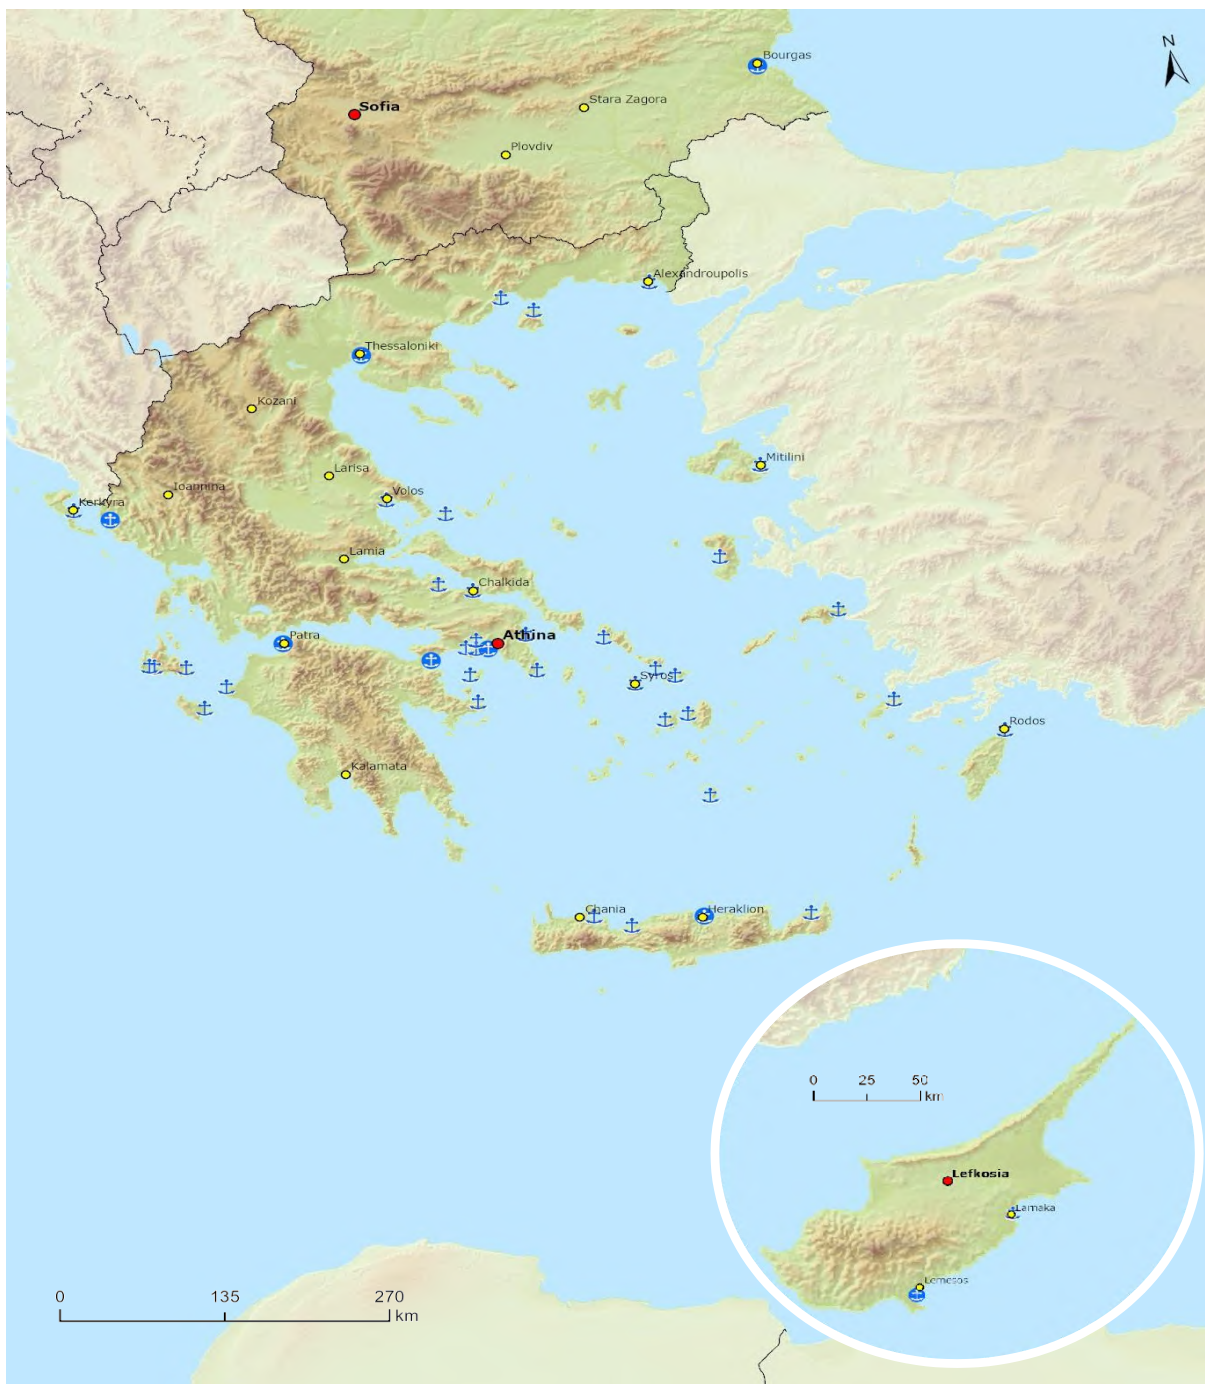 N
Bourgas
Sofia
Stara Zagora
Plovdiv
Alexandroupolis
Thessaloniki
Kozani
Mitilini
Larisa
Ioannina
Volos
Kerkyra
Lamia
Chalkida
Patra
Athina
Syros
Rodos
Kalamata
Chania
Heraklion
0 25 50
km
Lefkosia
Larnaka
Lemesos
0 135 270
km